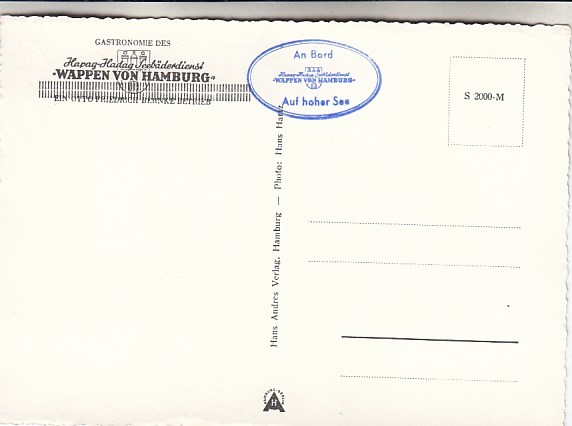 GASTRONOMIE DES
Hapag-Hadag Seebäderdienst
"WAPPEN VON HAMBURG"
EIN OTTO FRIEDRICH BEHNKE BETRIEB
An Bord
Hapag-Hadag Seebäderdienst
"WAPPEN VON HAMBURG"
Auf hoher See
S 2000-M
Hans Andres Verlag, Hamburg — Photo: Hans Hartz
H